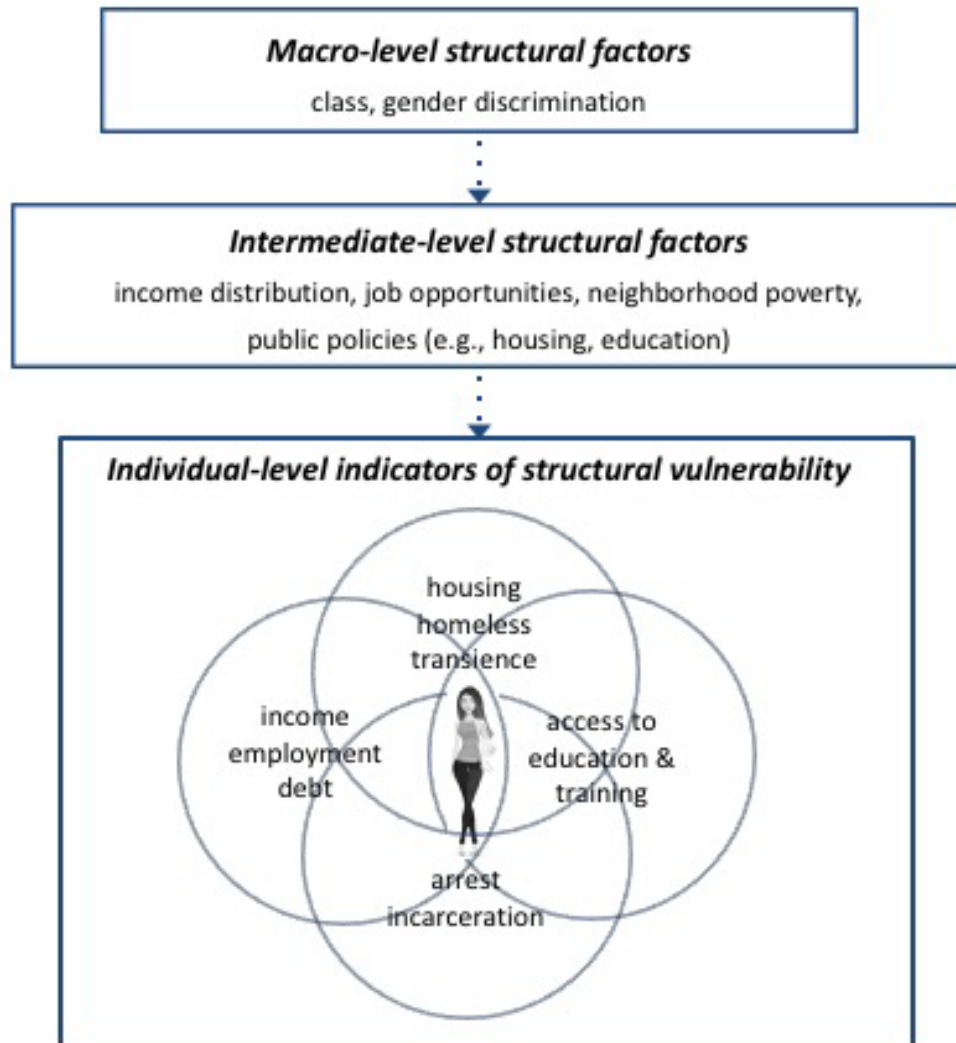 Macro-level structural factors
class, gender discrimination
Intermediate-level structural factors
income distribution, job opportunities, neighborhood poverty,
public policies (e.g., housing, education)
Individual-level indicators of structural vulnerability
housing
homeless
transience
income
employment
debt
access to
education &
training
arrest
incarceration